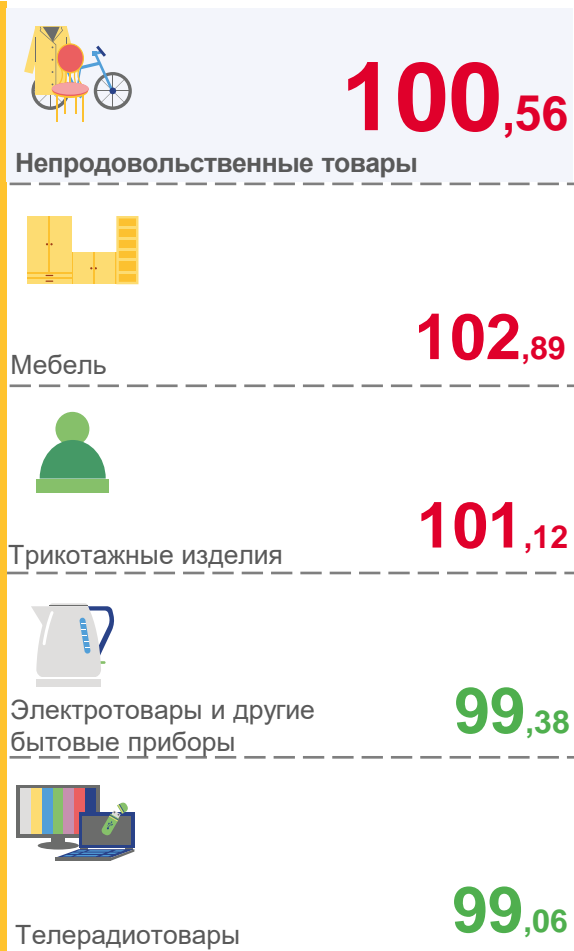 100,56
Непродовольственные товары
102,89
Мебель
101,12
Трикотажные изделия
99,38
Электротовары и другие
бытовые приборы
99,06
Телерадиотовары